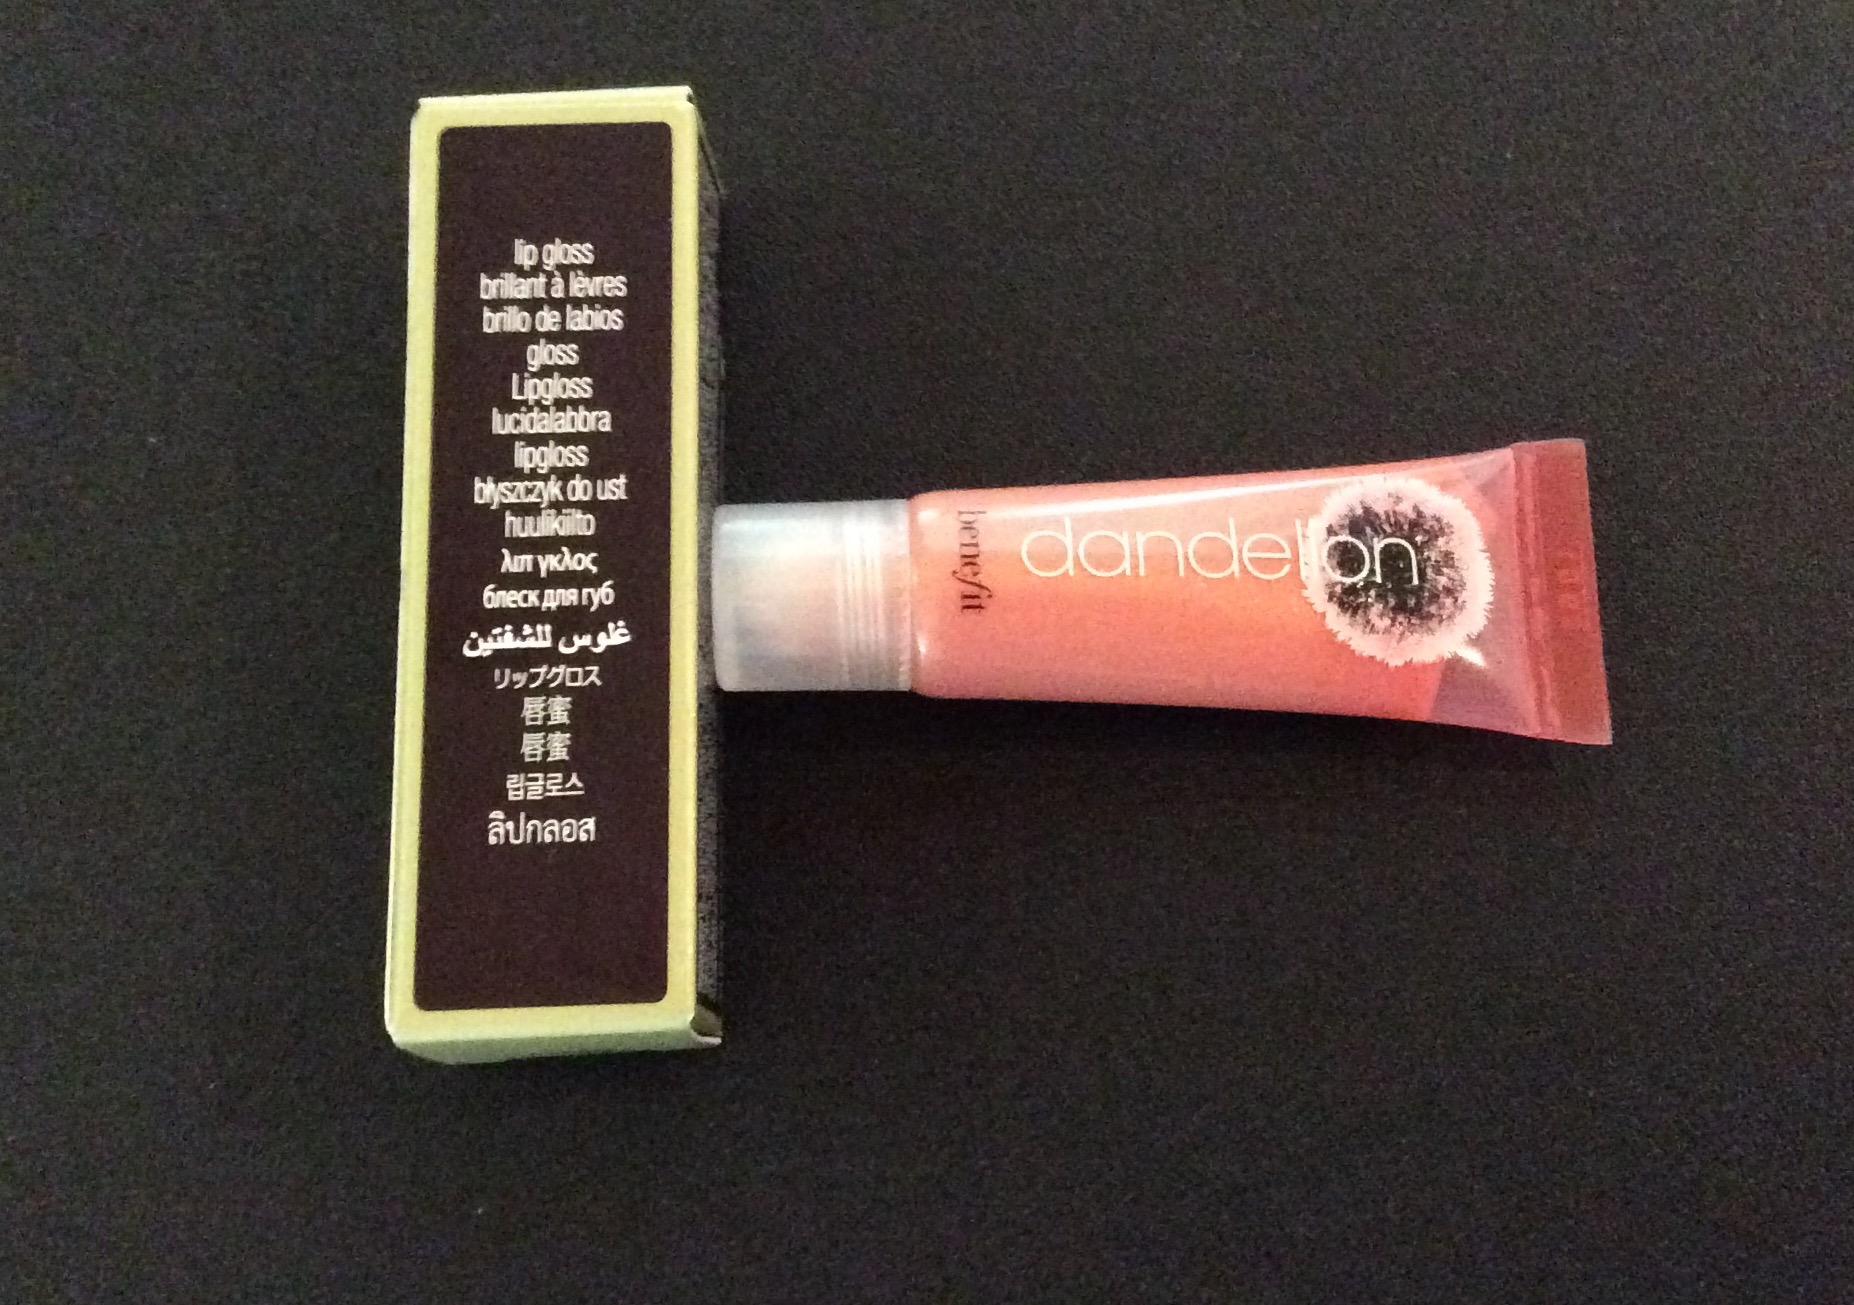 lip gloss
brillant à lèvres
brillo de labios
gloss
Lipgloss
lucidalabbra
lipgloss
błyszczyk do ust
huulikiilto
λιπ γκλος
блеск для губ
غلوس للشفتين
リップグロス
唇蜜
唇蜜
립글로스
ลิปกลอส
benefit
dandelion